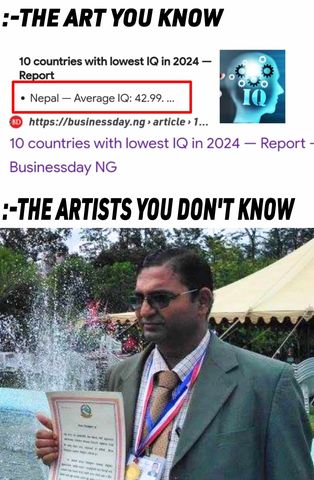 :-THE ART YOU KNOW
10 countries with lowest IQ in 2024 —
Report
• Nepal — Average IQ: 42.99. ...
BD https://businessday.ng › article › 1...
IQ
10 countries with lowest IQ in 2024 — Report -
Businessday NG
:-THE ARTISTS YOU DON'T KNOW